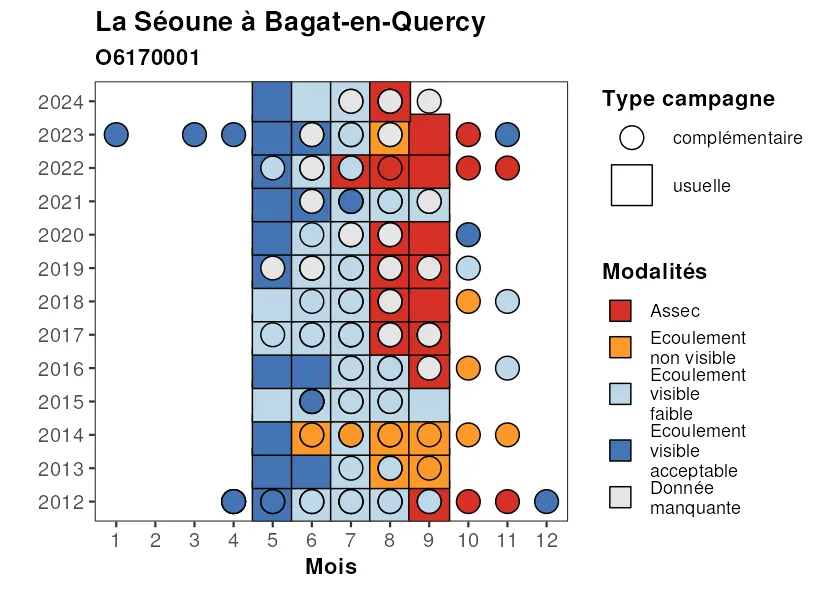 La Séoune à Bagat-en-Quercy
O6170001
2024
2023
2022
2021
2020
2019
2018
2017
2016
2015
2014
2013
2012
1 2 3 4 5 6 7 8 9 10 11 12
Mois
Type campagne
complémentaire
usuelle
Modalités
Assec
Ecoulement
non visible
Ecoulement
visible
faible
Ecoulement
visible
acceptable
Donnée
manquante